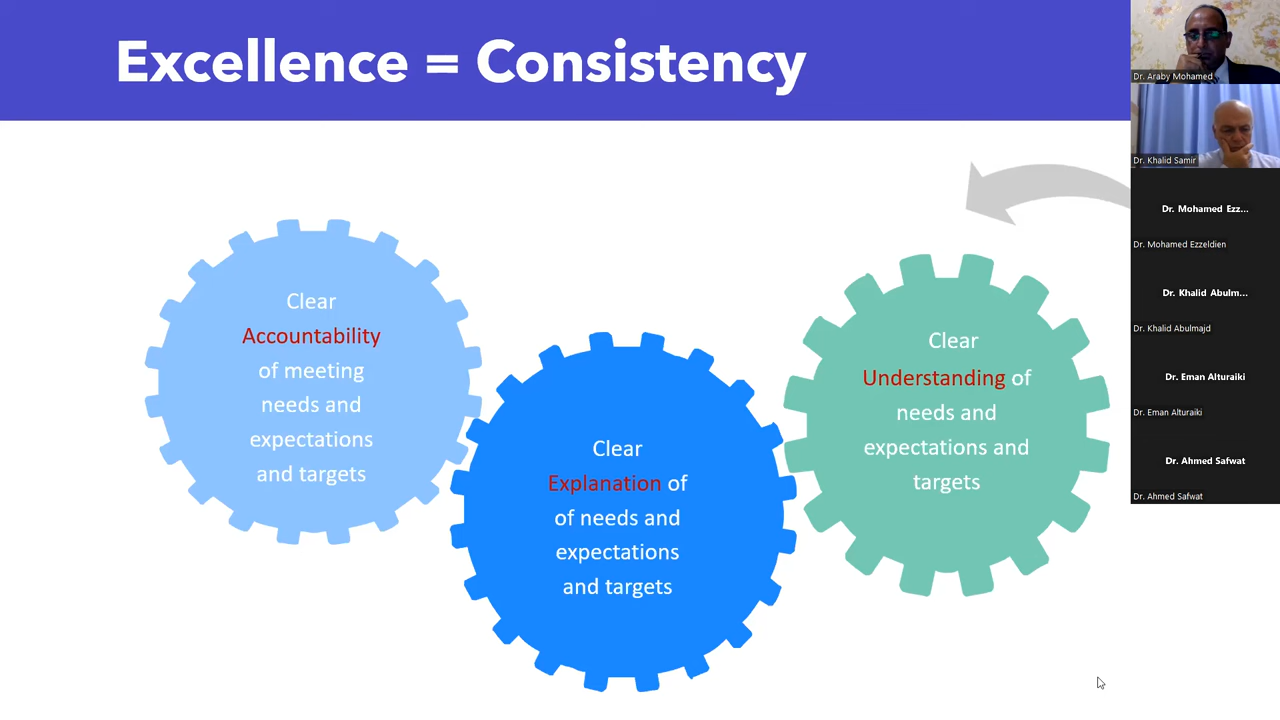 Excellence = Consistency
Clear
Accountability
of meeting
needs and
expectations
and targets
Clear
Explanation of
of needs and
expectations
and targets
Clear
Understanding of
needs and
expectations and
targets
Dr. Araby Mohamed
Dr. Khalid Samir
Dr. Mohamed Ezz...
Dr. Mohamed Ezzeldien
Dr. Khalid Abulm...
Dr. Khalid Abulmajd
Dr. Eman Alturaiki
Dr. Eman Alturaiki
Dr. Ahmed Safwat
Dr. Ahmed Safwat